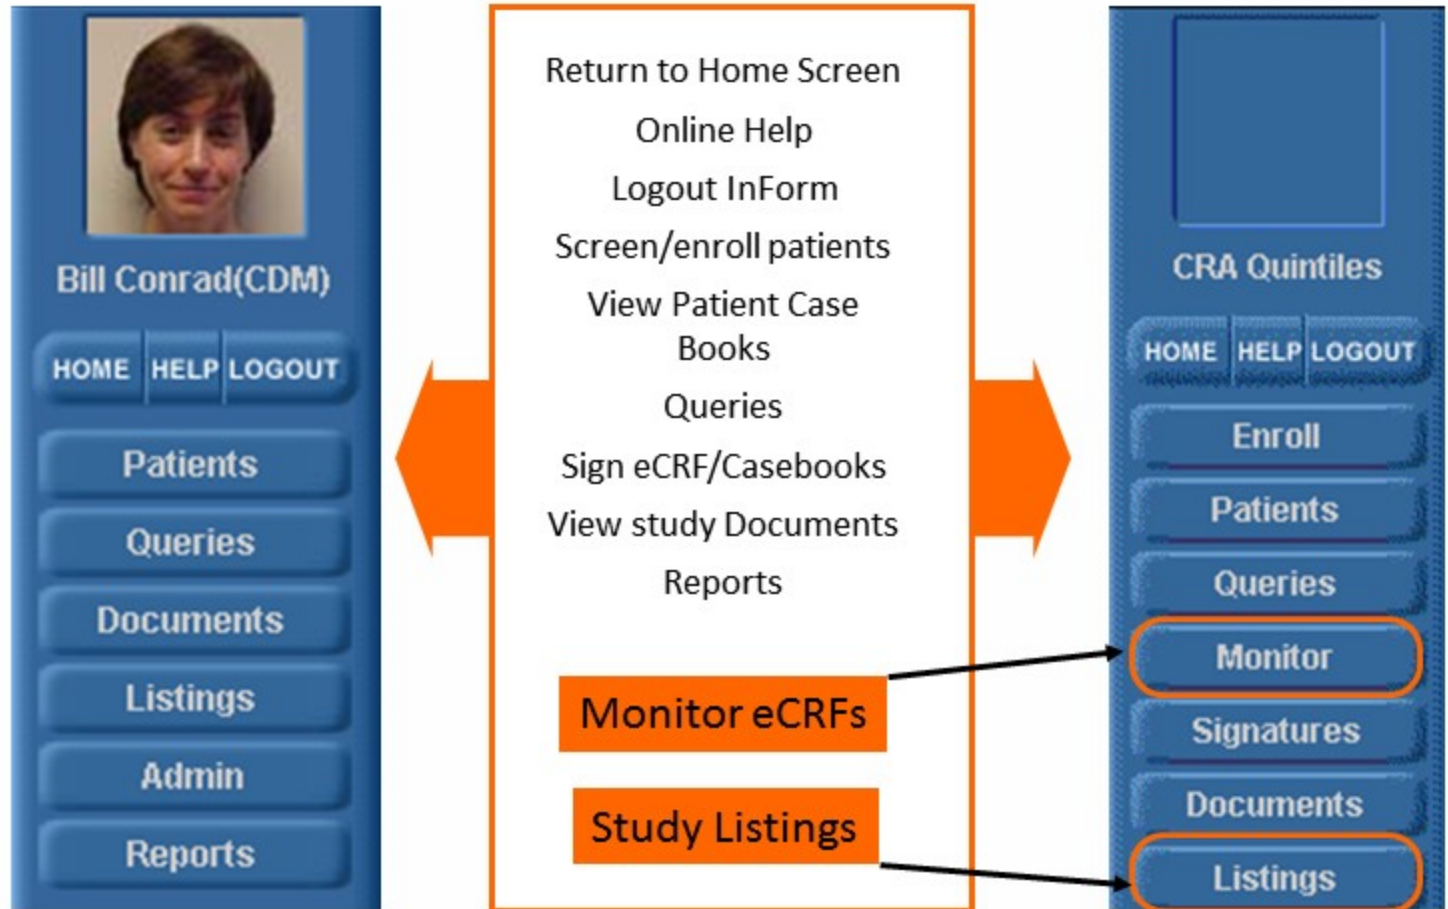 Bill Conrad(CDM)
HOME HELP LOGOUT
Patients
Queries
Documents
Listings
Admin
Reports
Return to Home Screen
Online Help
Logout InForm
Screen/enroll patients
View Patient Case
Books
Queries
Sign eCRF/Casebooks
View study Documents
Reports
Monitor eCRFs
Study Listings
CRA Quintiles
HOME HELP LOGOUT
Enroll
Patients
Queries
Monitor
Signatures
Documents
Listings